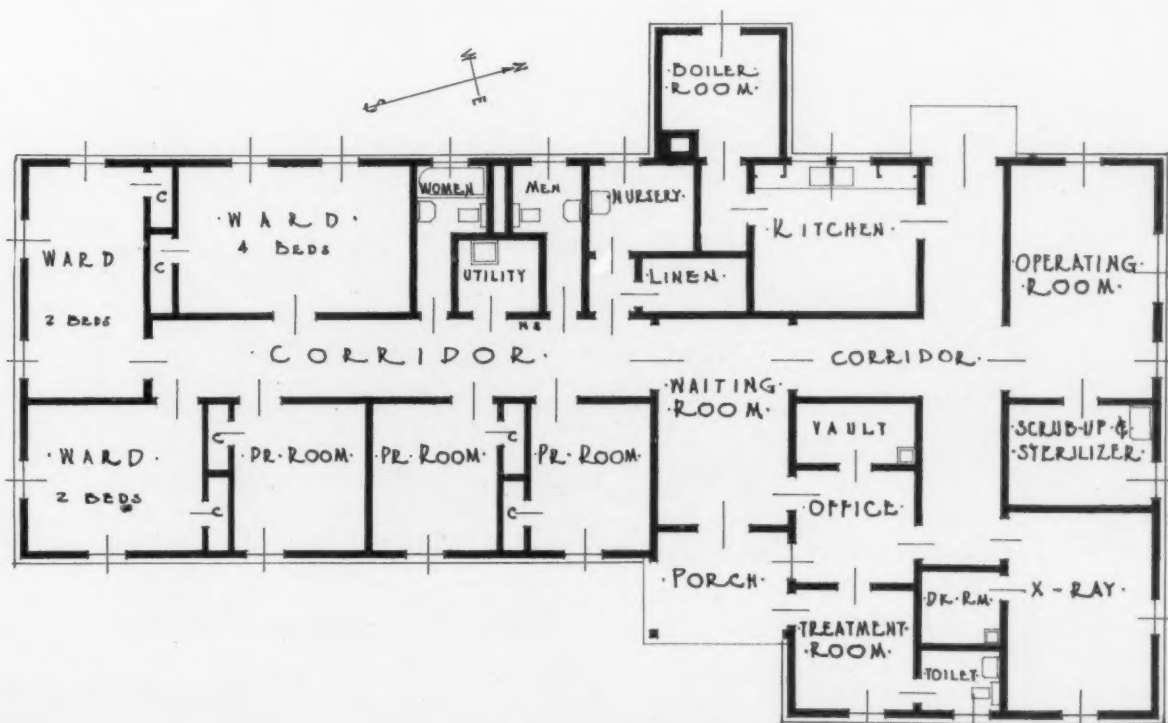 W
N
S
E
·BOILER·
ROOM·
WOMEN
MEN
·NURSERY·
C
·WARD·
4 BEDS
·KITCHEN·
WARD
2 BEDS
C
UTILITY
·LINEN·
·OPERATING·
·ROOM·
·CORRIDOR·
·WAITING·
ROOM·
CORRIDOR·
VAULT
·SCRUB-UP·&
·STERILIZER·
·WARD·
2 BEDS
C
·PR·ROOM·
·PR·ROOM·
C
·PR·ROOM·
C
C
·OFFICE·
·PORCH·
·DK·RM·
X-RAY·
·TREATMENT·
·ROOM·
·TOILET·